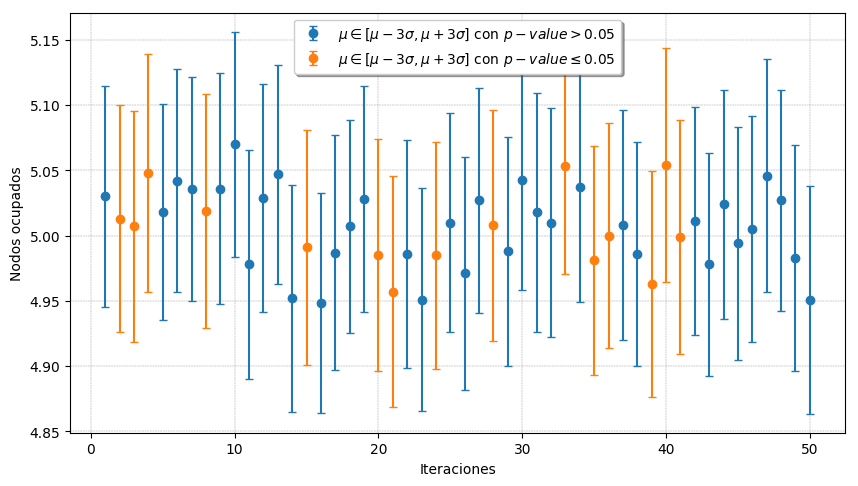 μ ∈ [μ − 3σ, μ + 3σ] con p − value > 0.05
μ ∈ [μ − 3σ, μ + 3σ] con p − value ≤ 0.05
5.15
5.10
5.05
5.00
4.95
4.90
4.85
Nodos ocupados
0 10 20 30 40 50
Iteraciones